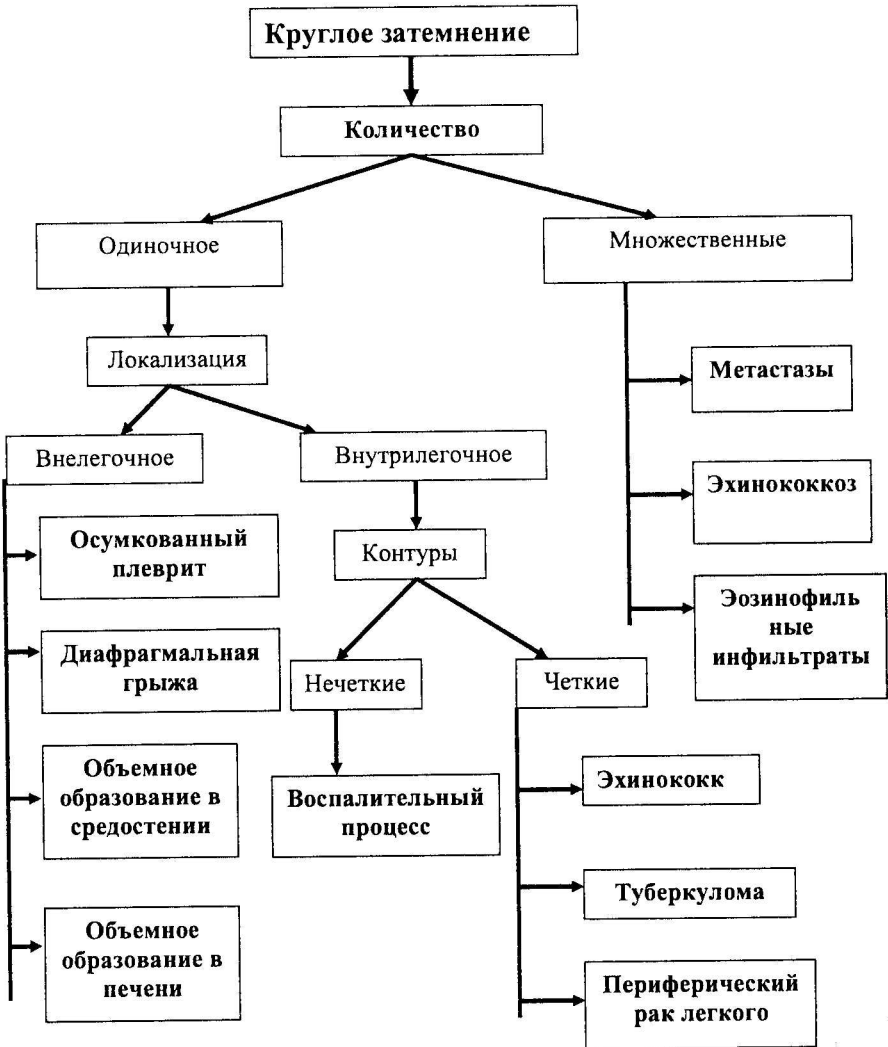 Круглое затемнение
Количество
Одиночное
Множественные
Локализация
Метастазы
Внелегочное
Внутрилегочное
Эхинококкоз
Осумкованный
плеврит
Контуры
Эозинофиль
ные
инфильтраты
Диафрагмальная
грыжа
Нечеткие
Четкие
Объемное
образование в
средостении
Воспалительный
процесс
Эхинококк
Туберкулома
Объемное
образование в
печени
Периферический
рак легкого